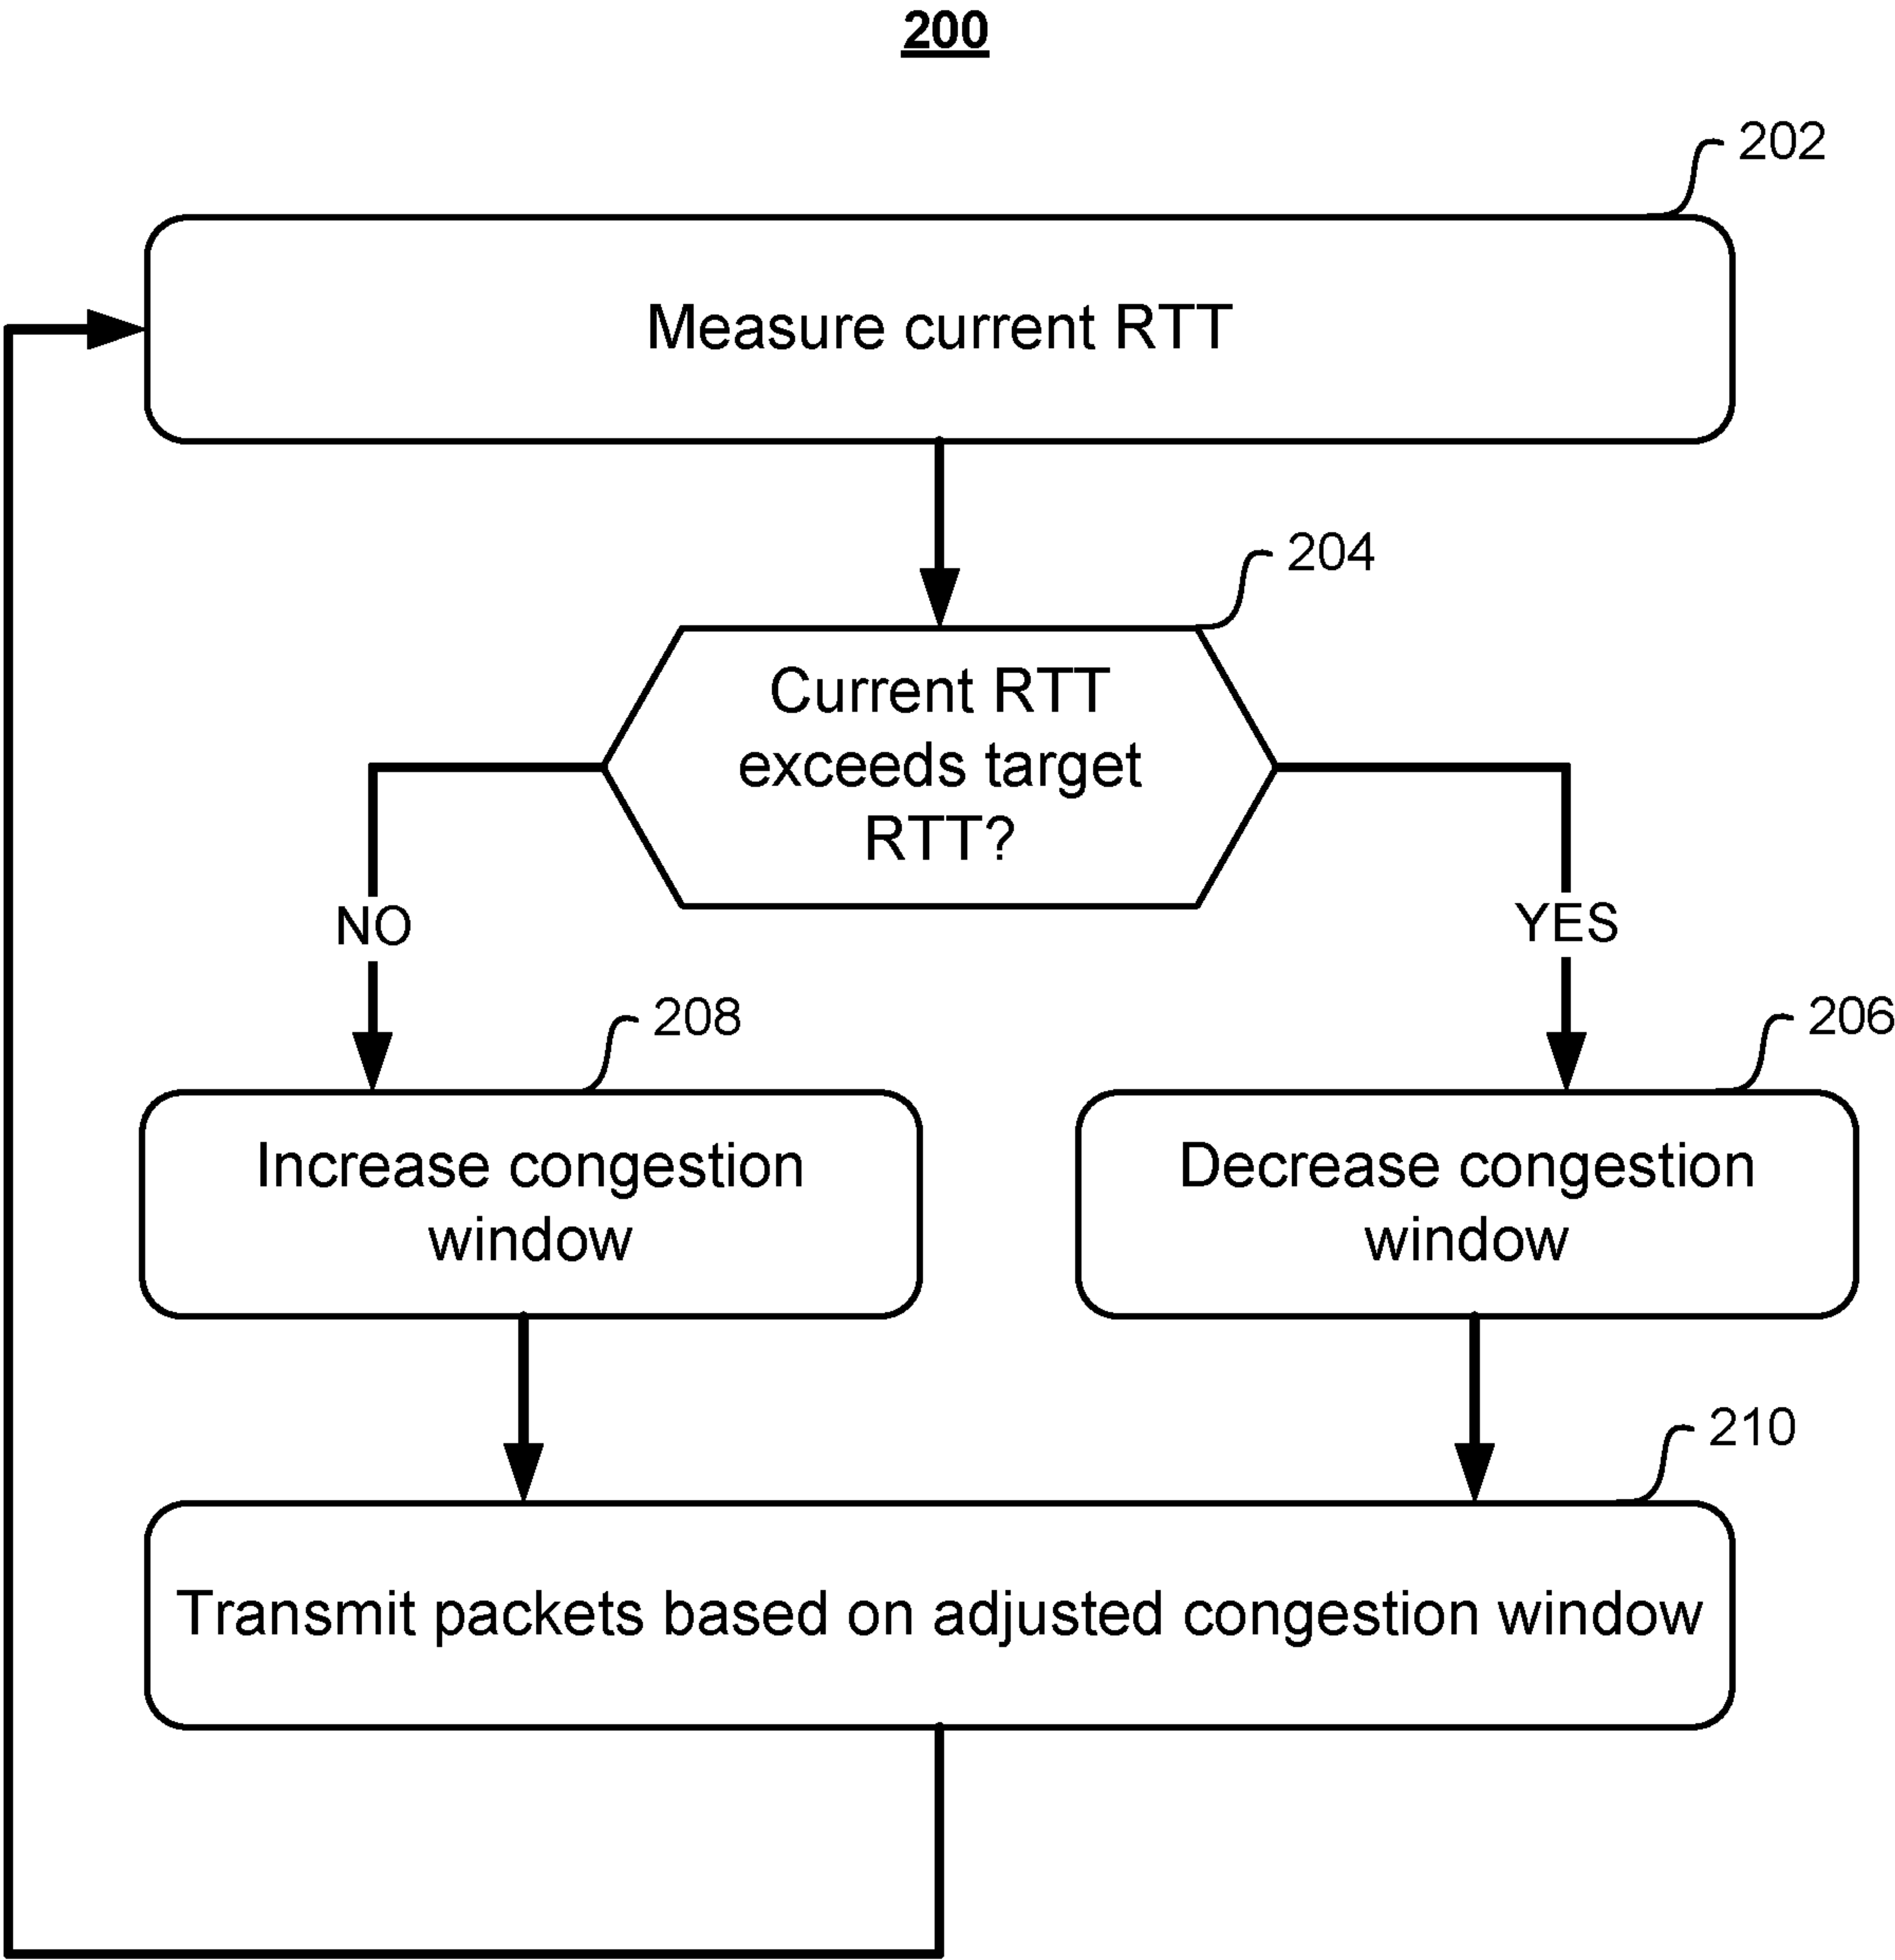 200
202
Measure current RTT
204
Current RTT
exceeds target
RTT?
NO
YES
208
206
Increase congestion
window
Decrease congestion
window
210
Transmit packets based on adjusted congestion window